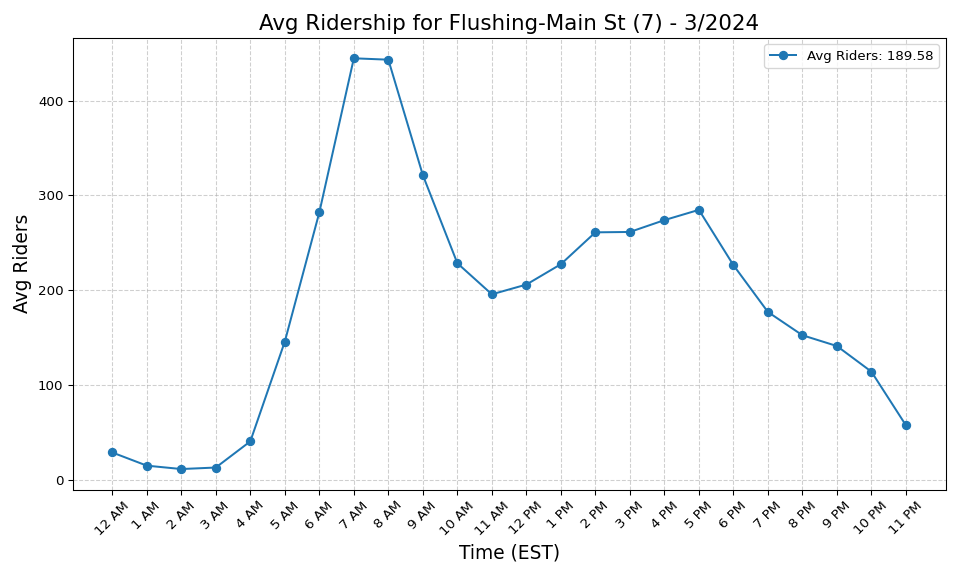 Avg Ridership for Flushing-Main St (7) - 3/2024
Avg Riders: 189.58
Avg Riders
400
300
200
100
0
12 AM
1 AM
2 AM
3 AM
4 AM
5 AM
6 AM
7 AM
8 AM
9 AM
10 AM
11 AM
12 PM
1 PM
2 PM
3 PM
4 PM
5 PM
6 PM
7 PM
8 PM
9 PM
10 PM
11 PM
Time (EST)